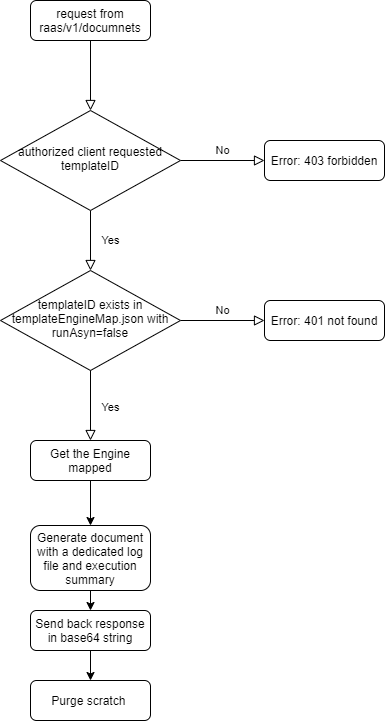 request from
raas/v1/documnets
authorized client requested
templateID
No
Error: 403 forbidden
Yes
templateID exists in
templateEngineMap.json with
runAsyn=false
No
Error: 401 not found
Yes
Get the Engine
mapped
Generate document
with a dedicated log
file and execution
summary
Send back response
in base64 string
Purge scratch